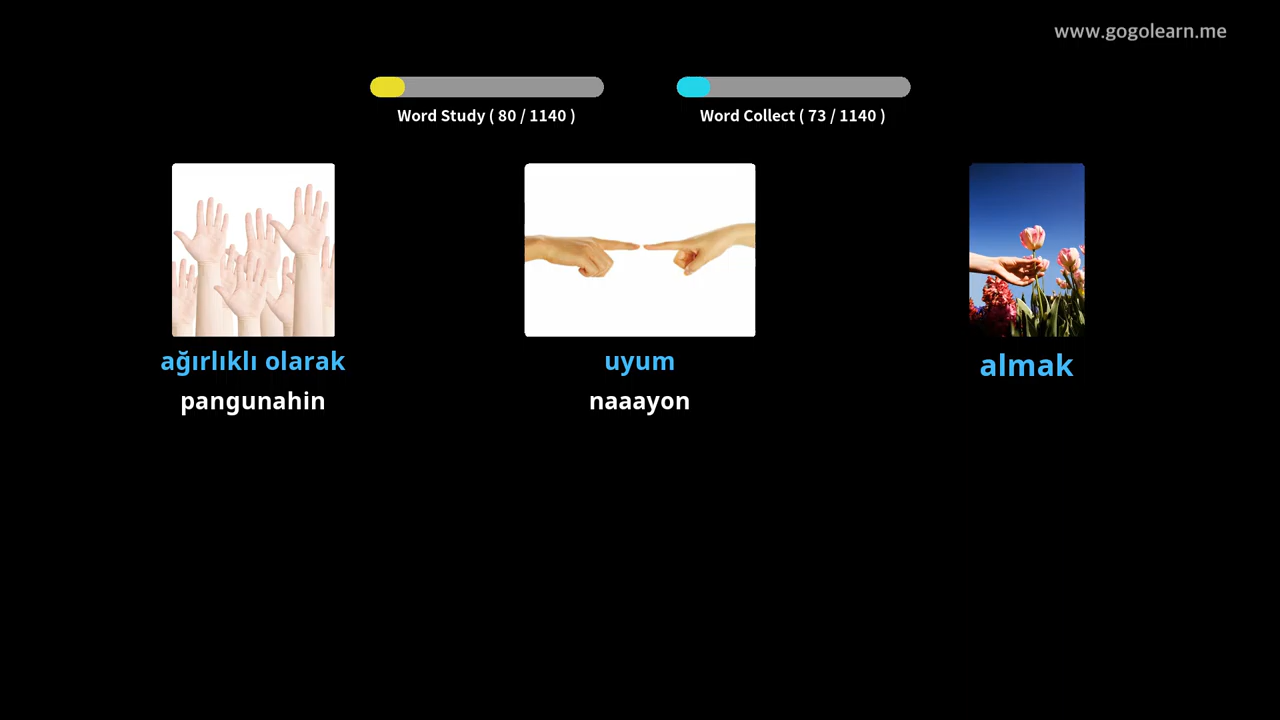 www.gogolearn.me
Word Study ( 80 / 1140 )
Word Collect ( 73 / 1140 )
ağırlıklı olarak
pangunahin
uyum
naaayon
almak